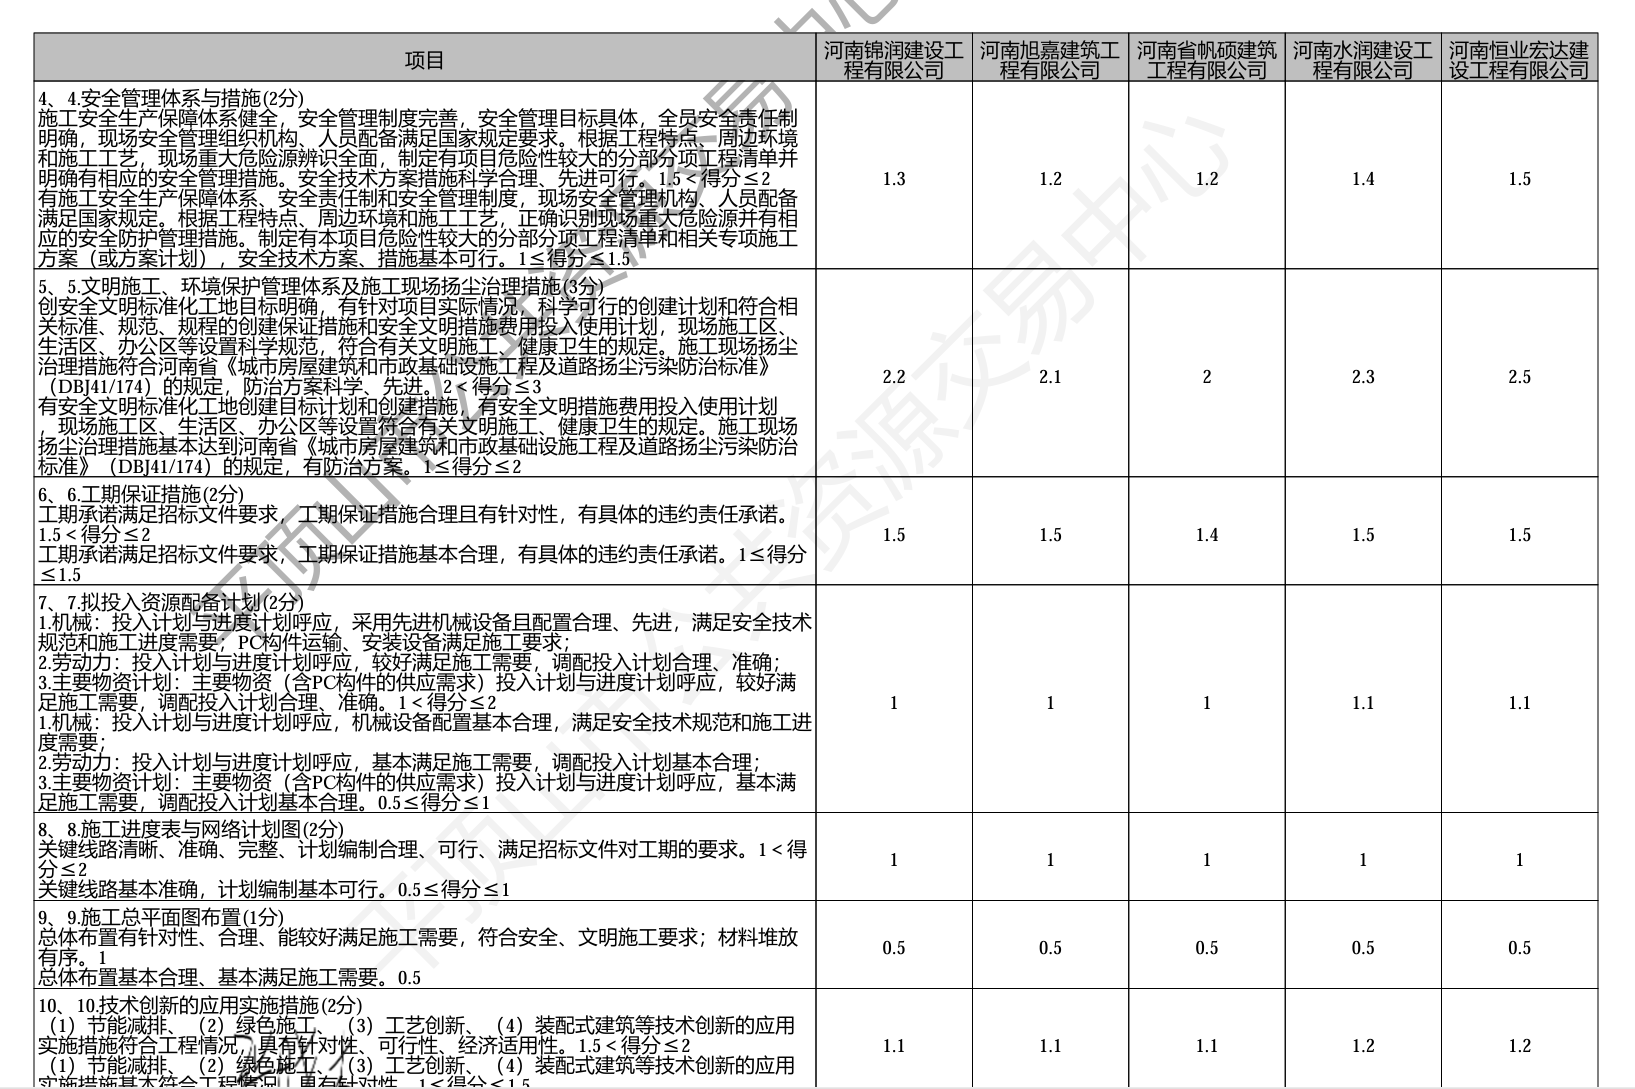 项目
河南锦润建设工
程有限公司
河南旭嘉建筑工
程有限公司
河南省帆硕建筑
工程有限公司
河南水润建设工
程有限公司
河南恒业宏达建
设工程有限公司
4、4.安全管理体系与措施(2分)
施工安全生产保障体系健全，安全管理制度完善，安全管理目标具体，全员安全责任制
明确，现场安全管理组织机构、人员配备满足国家规定要求。根据工程特点、周边环境
和施工工艺，现场重大危险源辨识全面，制定有项目危险性较大的分部分项工程清单并
明确有相应的安全管理措施。安全技术方案措施科学合理、先进可行。1.5<得分≤2
有施工安全生产保障体系、安全责任制和安全管理制度，现场安全管理机构、人员配备
满足国家规定。根据工程特点、周边环境和施工工艺，正确识别现场重大危险源并有相
应的安全防护管理措施。制定有本项目危险性较大的分部分项工程清单和相关专项施工
方案（或方案计划），安全技术方案、措施基本可行。1≤得分≤1.5
1.3
1.2
1.2
1.4
1.5
5、5.文明施工、环境保护管理体系及施工现场扬尘治理措施(3分)
创安全文明标准化工地目标明确，有针对项目实际情况、科学可行的创建计划和符合相
关标准、规范、规程的创建保证措施和安全文明措施费用投入使用计划，现场施工区、
生活区、办公区等设置科学规范，符合有关文明施工、健康卫生的规定。施工现场扬尘
治理措施符合河南省《城市房屋建筑和市政基础设施工程及道路扬尘污染防治标准》
（DBJ41/174）的规定，防治方案科学、先进。2<得分≤3
有安全文明标准化工地创建目标计划和创建措施，有安全文明措施费用投入使用计划
，现场施工区、生活区、办公区等设置符合有关文明施工、健康卫生的规定。施工现场
扬尘治理措施基本达到河南省《城市房屋建筑和市政基础设施工程及道路扬尘污染防治
标准》（DBJ41/174）的规定，有防治方案。1≤得分≤2
2.2
2.1
2
2.3
2.5
6、6.工期保证措施(2分)
工期承诺满足招标文件要求，工期保证措施合理且有针对性，有具体的违约责任承诺。
1.5<得分≤2
工期承诺满足招标文件要求，工期保证措施基本合理，有具体的违约责任承诺。1≤得分
≤1.5
1.5
1.5
1.4
1.5
1.5
7、7.拟投入资源配备计划(2分)
1.机械：投入计划与进度计划呼应，采用先进机械设备且配置合理、先进，满足安全技术
规范和施工进度需要；PC构件运输、安装设备满足施工要求；
2.劳动力：投入计划与进度计划呼应，较好满足施工需要，调配投入计划合理、准确；
3.主要物资计划：主要物资（含PC构件的供应需求）投入计划与进度计划呼应，较好满
足施工需要，调配投入计划合理、准确。1<得分≤2
1.机械：投入计划与进度计划呼应，机械设备配置基本合理，满足安全技术规范和施工进
度需要；
2.劳动力：投入计划与进度计划呼应，基本满足施工需要，调配投入计划基本合理；
3.主要物资计划：主要物资（含PC构件的供应需求）投入计划与进度计划呼应，基本满
足施工需要，调配投入计划基本合理。0.5≤得分≤1
1
1
1
1.1
1.1
8、8.施工进度表与网络计划图(2分)
关键线路清晰、准确、完整、计划编制合理、可行、满足招标文件对工期的要求。1<得
分≤2
关键线路基本准确，计划编制基本可行。0.5≤得分≤1
1
1
1
1
1
9、9.施工总平面图布置(1分)
总体布置有针对性、合理、能较好满足施工需要，符合安全、文明施工要求；材料堆放
有序。1
总体布置基本合理、基本满足施工需要。0.5
0.5
0.5
0.5
0.5
0.5
10、10.技术创新的应用实施措施(2分)
（1）节能减排、（2）绿色施工、（3）工艺创新、（4）装配式建筑等技术创新的应用
实施措施符合工程情况，具有针对性、可行性、经济适用性。1.5<得分≤2
（1）节能减排、（2）绿色施工、（3）工艺创新、（4）装配式建筑等技术创新的应用
实施措施基本符合工程情况，具有针对性。1≤得分≤1.5
1.1
1.1
1.1
1.2
1.2
平顶山市公共资源交易中心
平顶山市公共资源交易中心